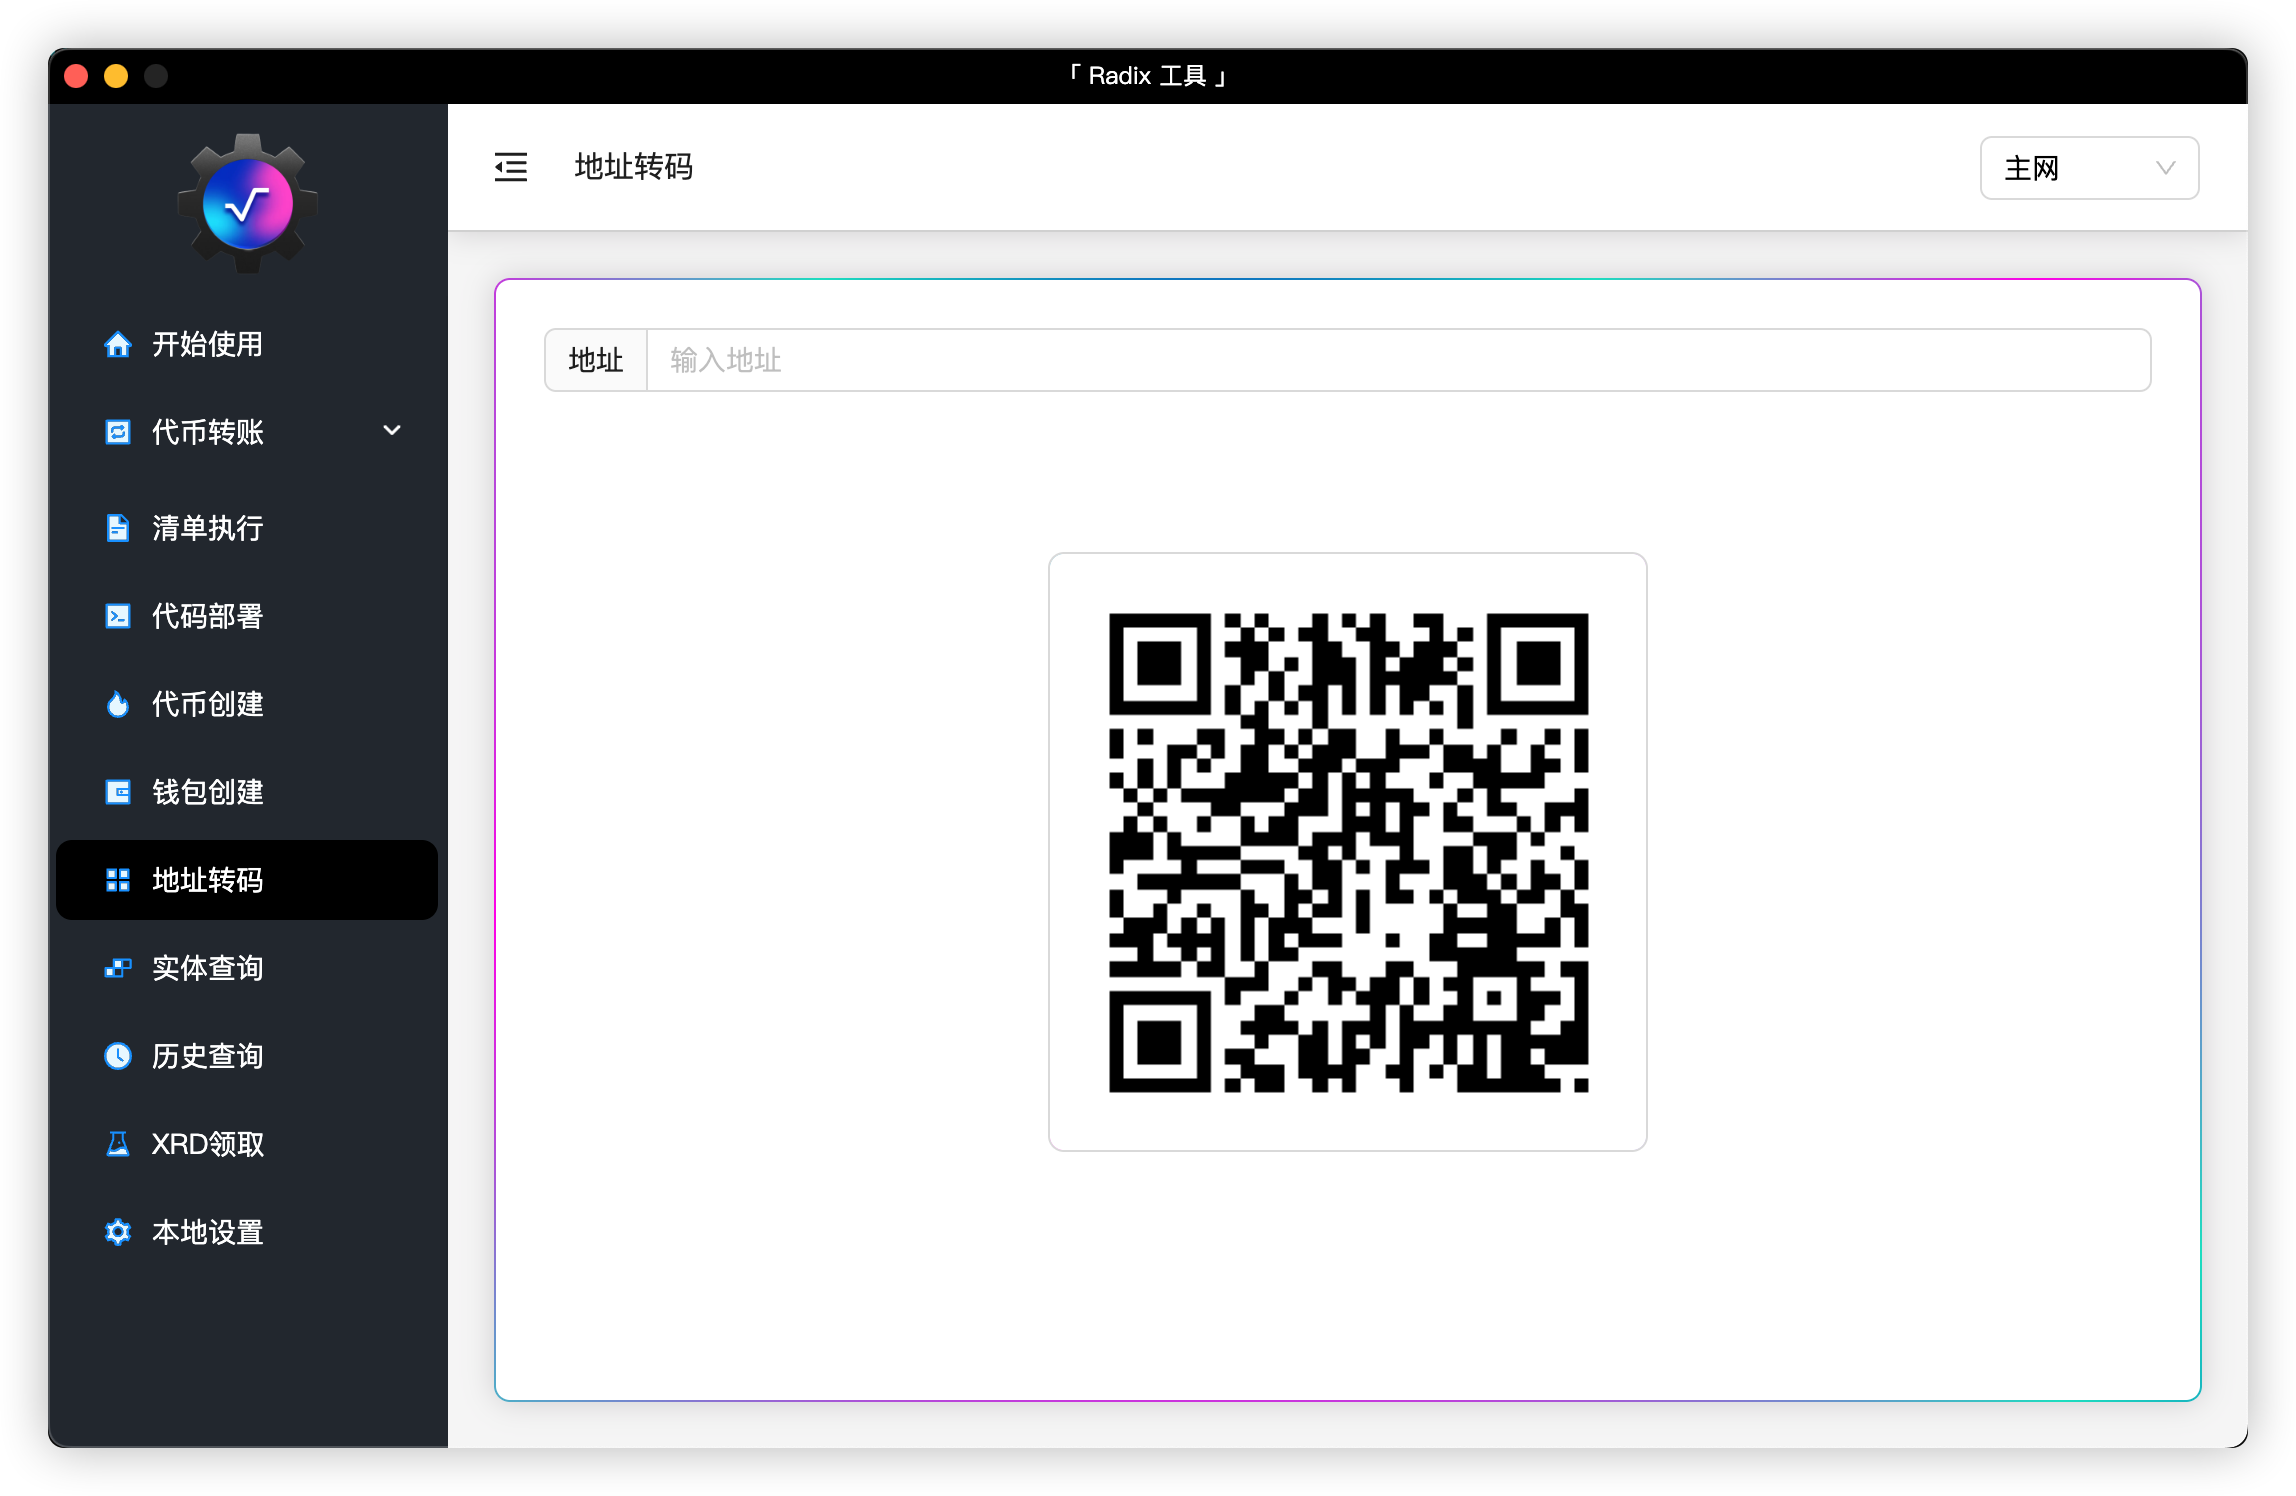 「 Radix 工具 」
地址转码
主网
开始使用
代币转账
清单执行
代码部署
代币创建
钱包创建
地址转码
实体查询
历史查询
XRD领取
本地设置
地址
输入地址